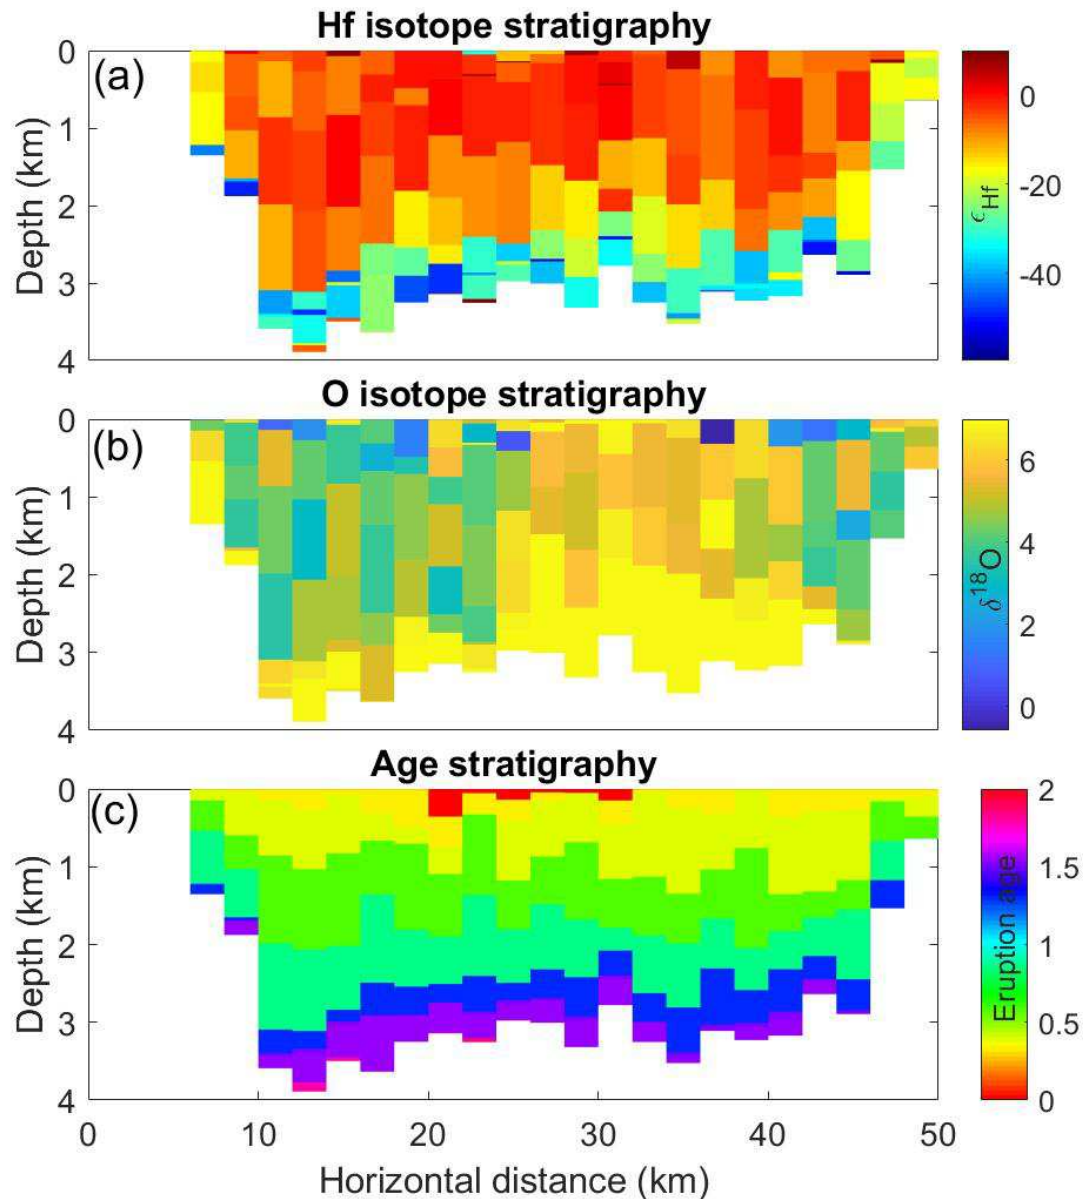 Hf isotope stratigraphy
(a)
0
1
2
3
4
Depth (km)
0
-20
-40
ϵHf
O isotope stratigraphy
(b)
0
1
2
3
4
Depth (km)
6
4
2
0
δ18O
Age stratigraphy
(c)
0
1
2
3
4
Depth (km)
2
1.5
1
0.5
0
Eruption age
0 10 20 30 40 50
Horizontal distance (km)